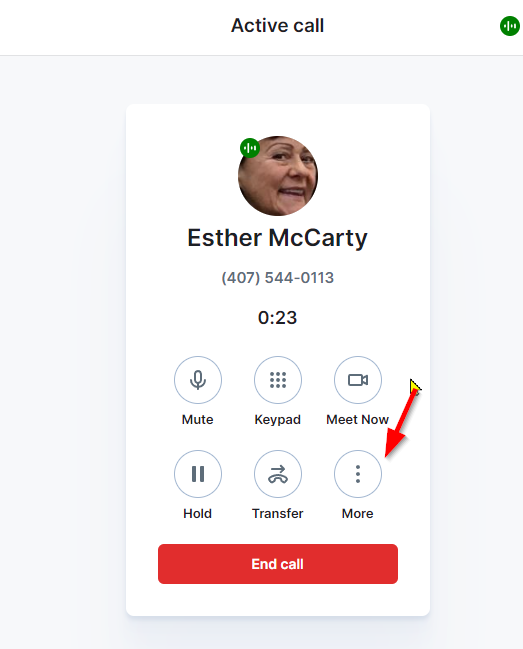 Active call
Esther McCarty
(407) 544-0113
0:23
Mute Keypad Meet Now
Hold Transfer More
End call